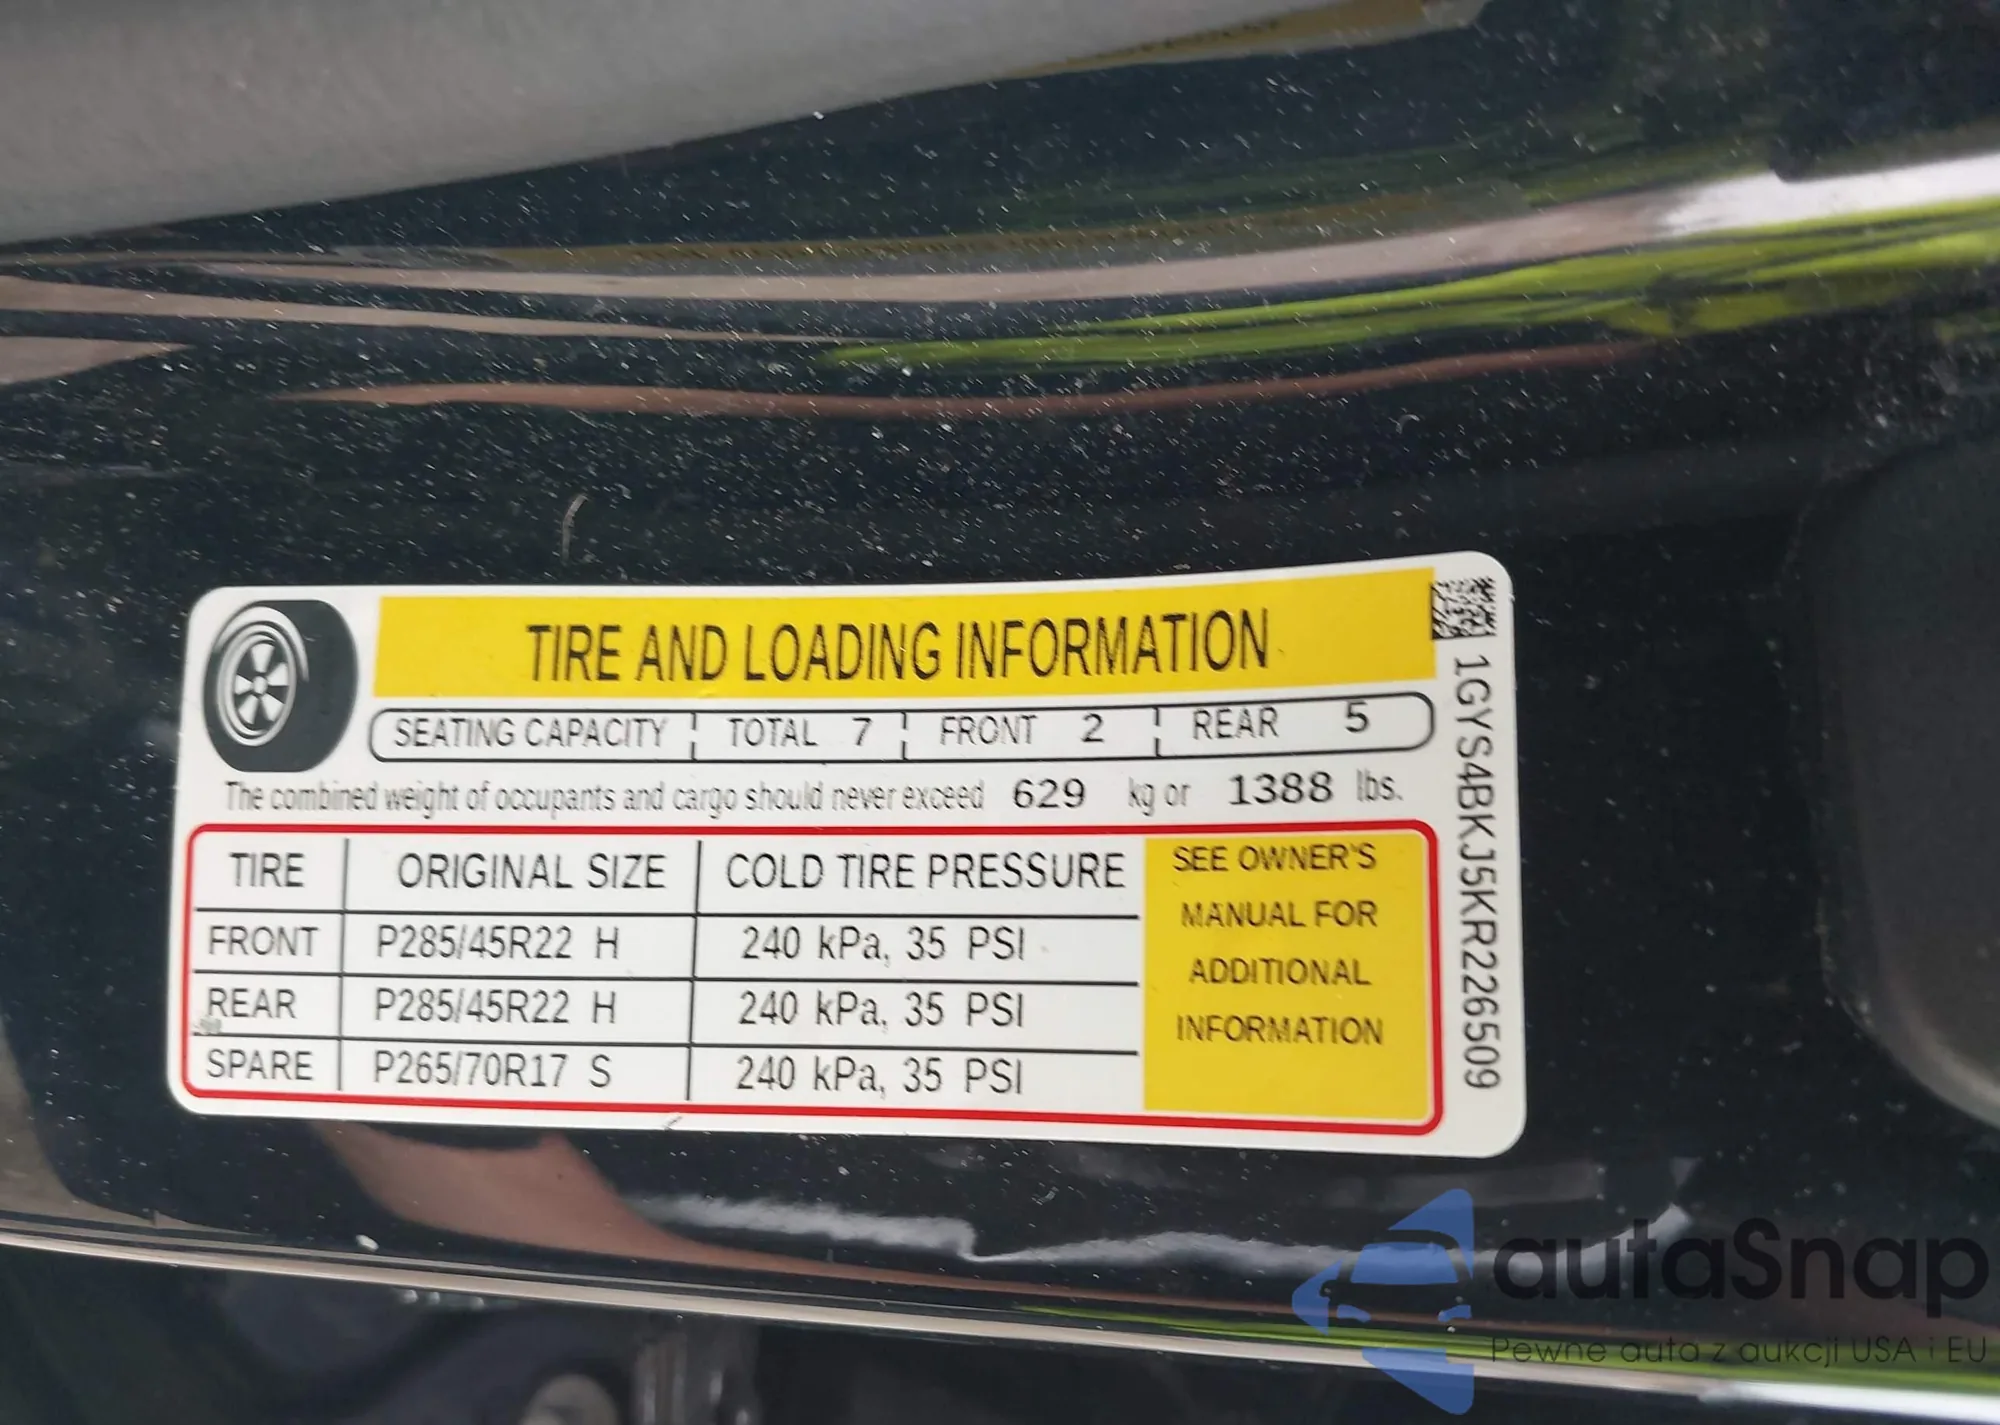 TIRE AND LOADING INFORMATION
SEATING CAPACITY TOTAL 7 FRONT 2 REAR 5
The combined weight of occupants and cargo should never exceed 629 kg or 1388 lbs.
TIRE ORIGINAL SIZE COLD TIRE PRESSURE
FRONT P285/45R22 H 240 kPa, 35 PSI
REAR P285/45R22 H 240 kPa, 35 PSI
SPARE P265/70R17 S 240 kPa, 35 PSI
SEE OWNER'S
MANUAL FOR
ADDITIONAL
INFORMATION
1GYS4BKJ5KR226509
autaSnap
Pewne auta z aukcji USA i EU